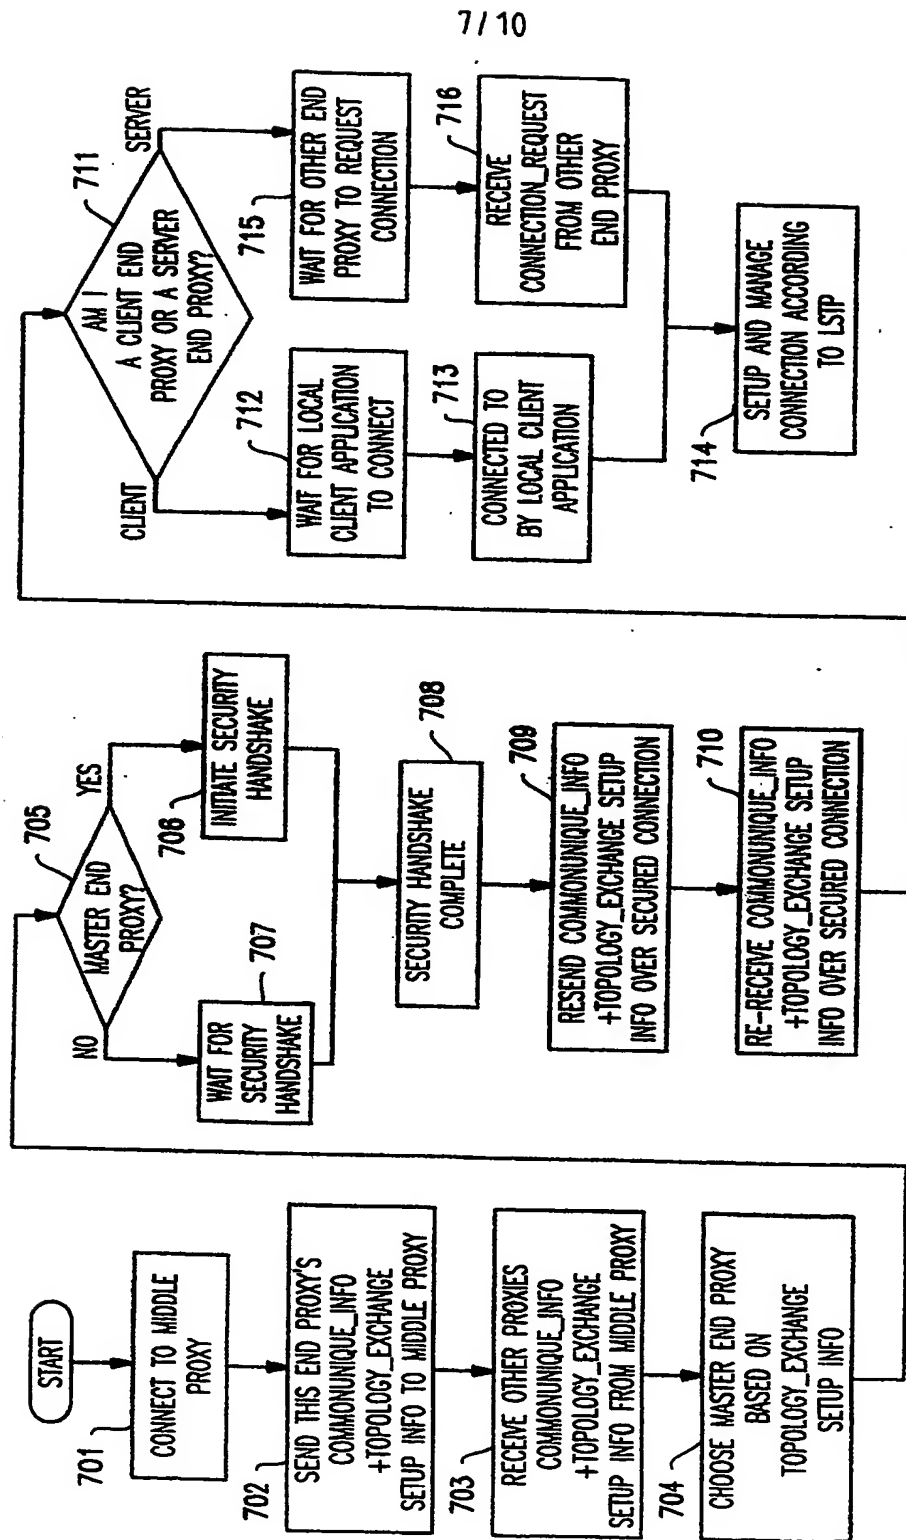 7/10
START
701
CONNECT TO MIDDLE
PROXY
702
SEND THIS END PROXY'S
COMMONUNIQUE_INFO
+TOPOLOGY_EXCHANGE
SETUP INFO TO MIDDLE PROXY
703
RECEIVE OTHER PROXIES
COMMONUNIQUE_INFO
+TOPOLOGY_EXCHANGE
SETUP INFO FROM MIDDLE PROXY
704
CHOOSE MASTER END PROXY
BASED ON
TOPOLOGY_EXCHANGE
SETUP INFO
705
MASTER END
PROXY?
NO
YES
706
INITIATE SECURITY
HANDSHAKE
707
WAIT FOR
SECURITY
HANDSHAKE
708
SECURITY HANDSHAKE
COMPLETE
709
RESEND COMMONUNIQUE_INFO
+TOPOLOGY_EXCHANGE SETUP
INFO OVER SECURED CONNECTION
710
RE-RECEIVE COMMONUNIQUE_INFO
+TOPOLOGY_EXCHANGE SETUP
INFO OVER SECURED CONNECTION
711
AM I
A CLIENT END
PROXY OR A SERVER
END PROXY?
CLIENT
SERVER
712
WAIT FOR LOCAL
CLIENT APPLICATION
TO CONNECT
713
CONNECTED TO
BY LOCAL CLIENT
APPLICATION
715
WAIT FOR OTHER END
PROXY TO REQUEST
CONNECTION
716
RECEIVE
CONNECTION_REQUEST
FROM OTHER
END PROXY
714
SETUP AND MANAGE
CONNECTION ACCORDING
TO LSTP